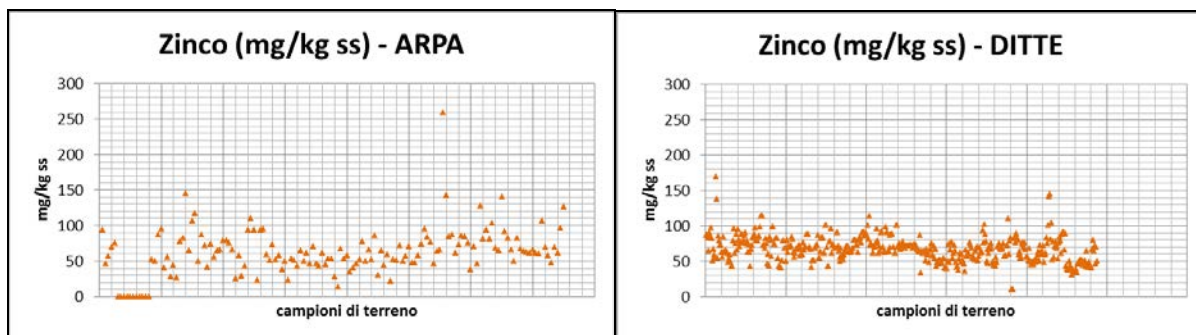 Zinco (mg/kg ss) - ARPA
300
250
200
150
100
50
0
mg/kg ss
campioni di terreno
Zinco (mg/kg ss) - DITTE
300
250
200
150
100
50
0
mg/kg ss
campioni di terreno